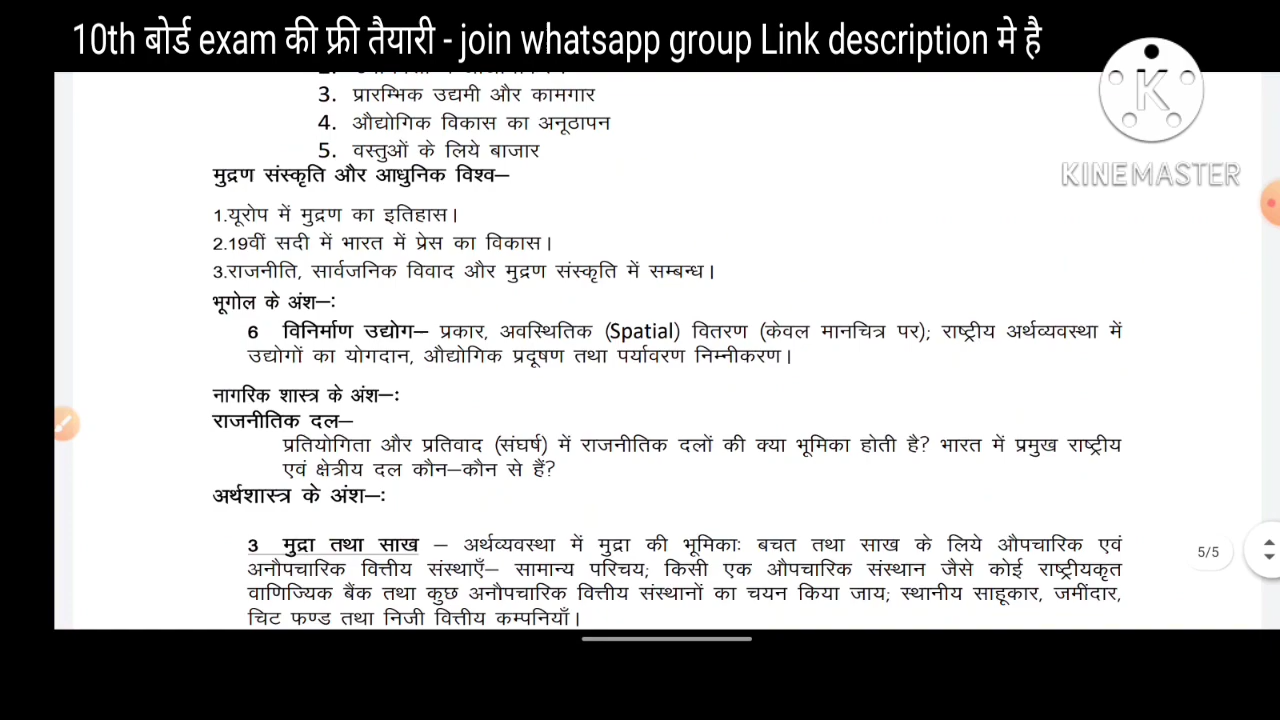 10th बोर्ड exam की फ्री तैयारी - join whatsapp group Link description मे है
K
KINEMASTER
3. प्रारम्भिक उद्यमी और कामगार
4. औद्योगिक विकास का अनूठापन
5. वस्तुओं के लिये बाजार
मुद्रण संस्कृति और आधुनिक विश्व–
1.यूरोप में मुद्रण का इतिहास।
2.19वीं सदी में भारत में प्रेस का विकास।
3.राजनीति, सार्वजनिक विवाद और मुद्रण संस्कृति में सम्बन्ध।
भूगोल के अंश–:
6 विनिर्माण उद्योग– प्रकार, अवस्थितिक (Spatial) वितरण (केवल मानचित्र पर); राष्ट्रीय अर्थव्यवस्था में
उद्योगों का योगदान, औद्योगिक प्रदूषण तथा पर्यावरण निम्नीकरण।
नागरिक शास्त्र के अंश–:
राजनीतिक दल–
प्रतियोगिता और प्रतिवाद (संघर्ष) में राजनीतिक दलों की क्या भूमिका होती है? भारत में प्रमुख राष्ट्रीय
एवं क्षेत्रीय दल कौन–कौन से हैं?
अर्थशास्त्र के अंश–:
3 मुद्रा तथा साख – अर्थव्यवस्था में मुद्रा की भूमिकाः बचत तथा साख के लिये औपचारिक एवं
5/5
अनौपचारिक वित्तीय संस्थाएँ– सामान्य परिचय; किसी एक औपचारिक संस्थान जैसे कोई राष्ट्रीयकृत
वाणिज्यिक बैंक तथा कुछ अनौपचारिक वित्तीय संस्थानों का चयन किया जाय; स्थानीय साहूकार, जमींदार,
चिट फण्ड तथा निजी वित्तीय कम्पनियाँ।